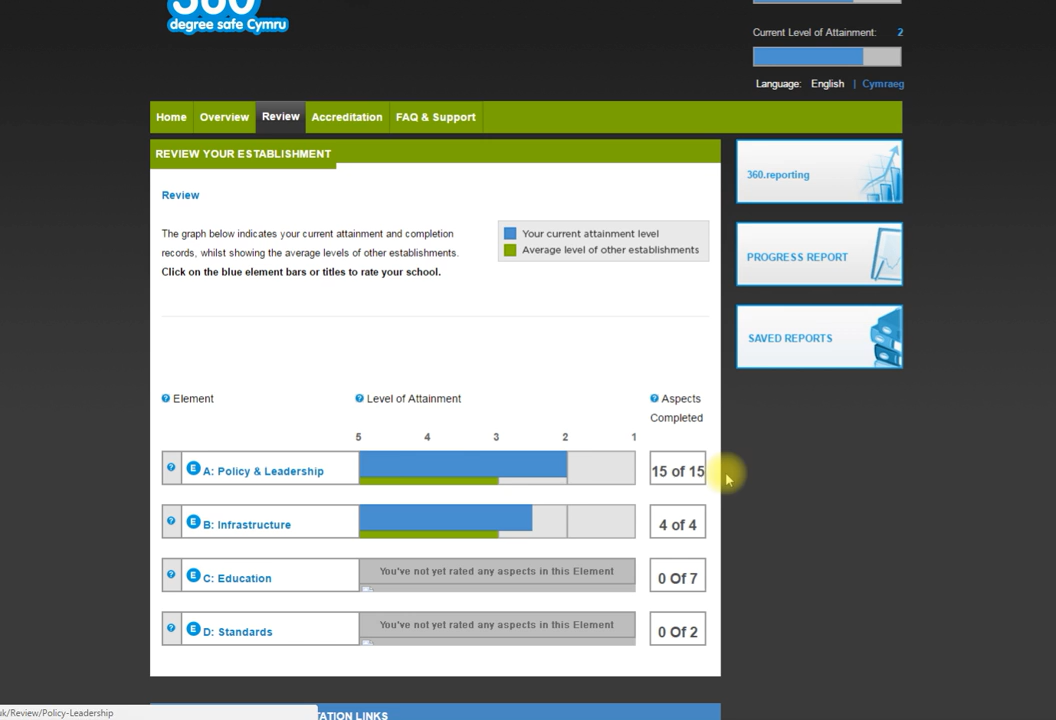 360
degree safe Cymru
Current Level of Attainment: 2
Language: English | Cymraeg
Home Overview Review Accreditation FAQ & Support
REVIEW YOUR ESTABLISHMENT
Review
The graph below indicates your current attainment and completion
records, whilst showing the average levels of other establishments.
Click on the blue element bars or titles to rate your school.
Your current attainment level
Average level of other establishments
360.reporting
PROGRESS REPORT
SAVED REPORTS
? Element ? Level of Attainment ? Aspects
Completed
5 4 3 2 1
? E A: Policy & Leadership 15 of 15
? E B: Infrastructure 4 of 4
? E C: Education You've not yet rated any aspects in this Element 0 Of 7
? E D: Standards You've not yet rated any aspects in this Element 0 Of 2
uk/Review/Policy-Leadership
TATION LINKS